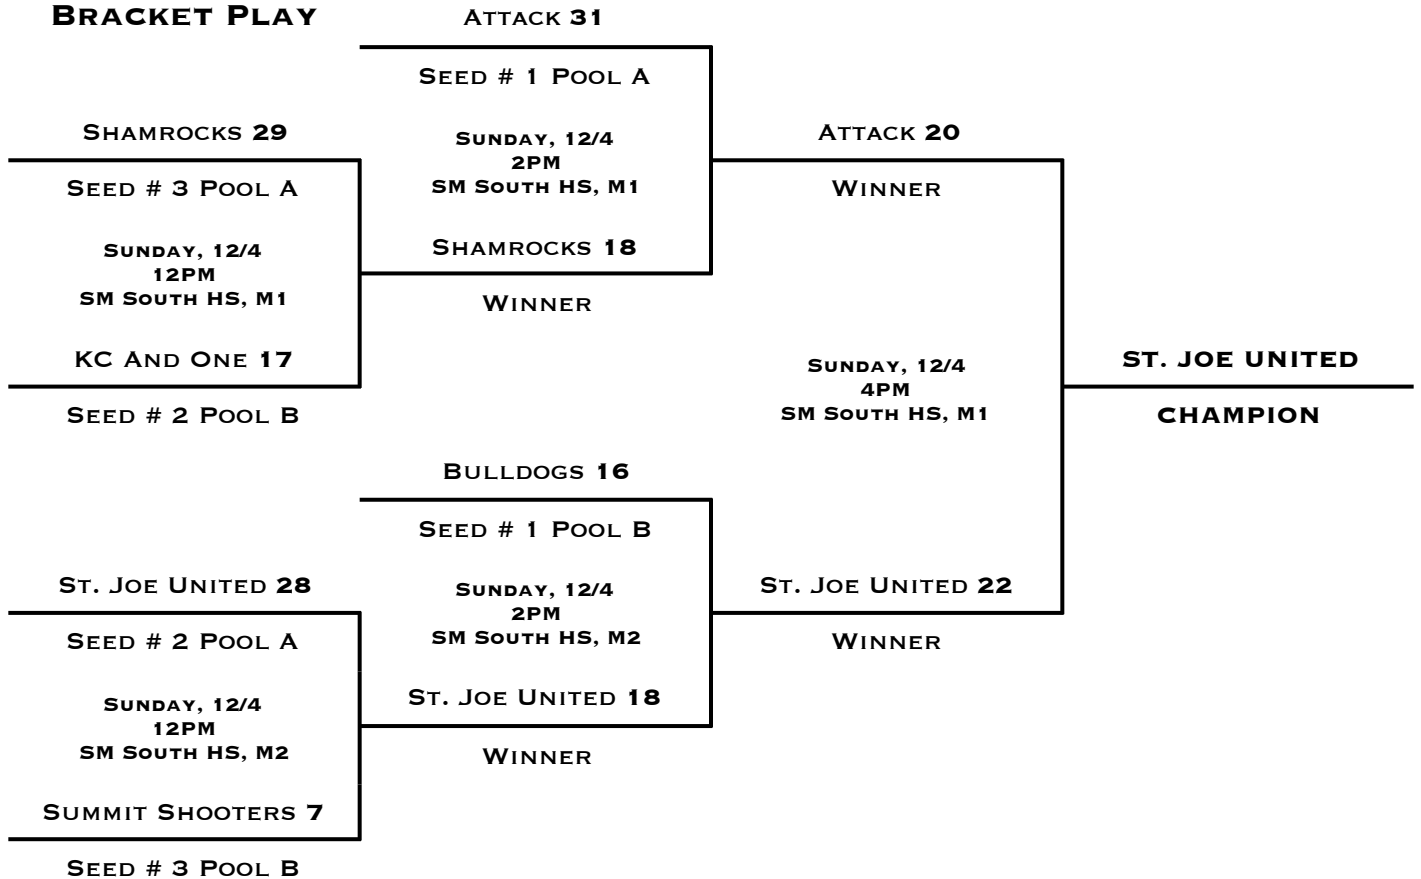 Bracket Play
Attack 31
Seed # 1 Pool A
Shamrocks 29
Sunday, 12/4
2PM
SM South HS, M1
Attack 20
Seed # 3 Pool A
Winner
Sunday, 12/4
12PM
SM South HS, M1
Shamrocks 18
Winner
KC And One 17
Seed # 2 Pool B
Sunday, 12/4
4PM
SM South HS, M1
St. Joe United
Champion
Bulldogs 16
Seed # 1 Pool B
St. Joe United 28
Sunday, 12/4
2PM
SM South HS, M2
St. Joe United 22
Seed # 2 Pool A
Winner
Sunday, 12/4
12PM
SM South HS, M2
St. Joe United 18
Winner
Summit Shooters 7
Seed # 3 Pool B